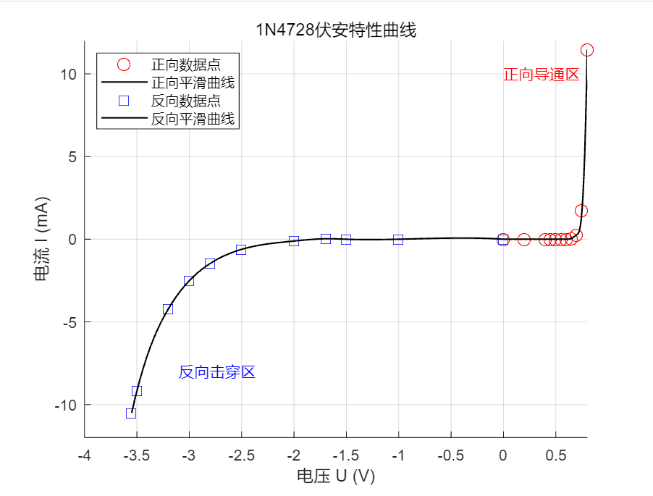 1N4728伏安特性曲线
正向数据点
正向平滑曲线
反向数据点
反向平滑曲线
正向导通区
反向击穿区
10
5
0
-5
-10
电流 I (mA)
-4 -3.5 -3 -2.5 -2 -1.5 -1 -0.5 0 0.5
电压 U (V)